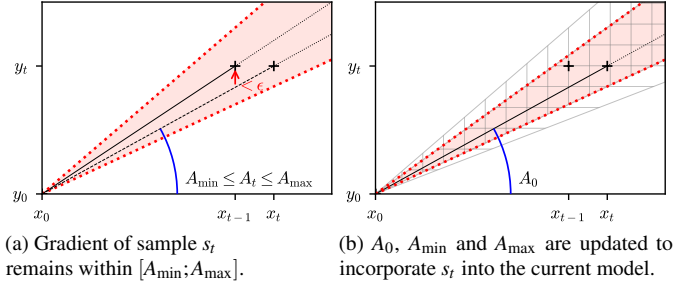 y_t
< ϵ
A_min ≤ A_t ≤ A_max
y_0
x_0
x_{t−1}
x_t
y_t
A_0
y_0
x_0
x_{t−1}
x_t
(a) Gradient of sample s_t
remains within [A_min;A_max].
(b) A_0, A_min and A_max are updated to
incorporate s_t into the current model.